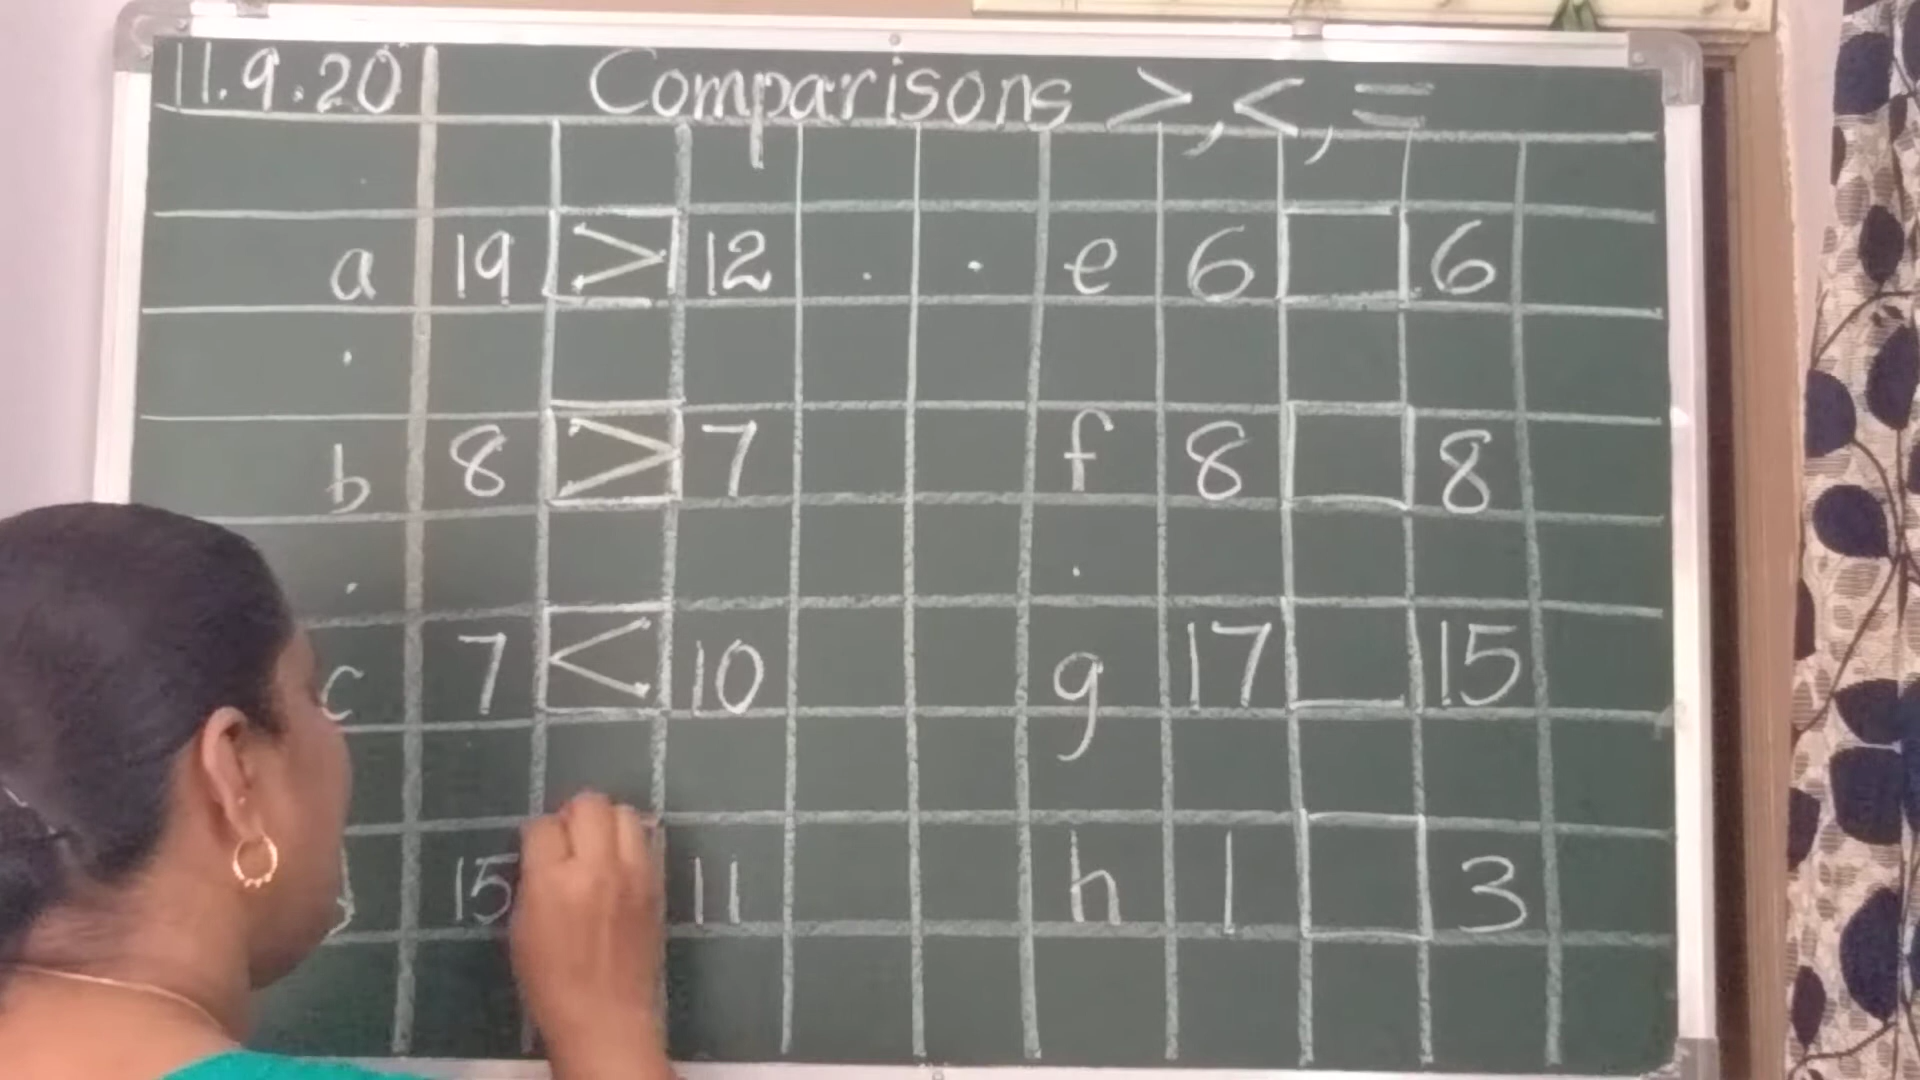 11.9.20 Comparisons >, <, =
a 19 > 12 e 6 6
b 8 > 7 f 8 8
c 7 < 10 g 17 15
15 11 h 1 3